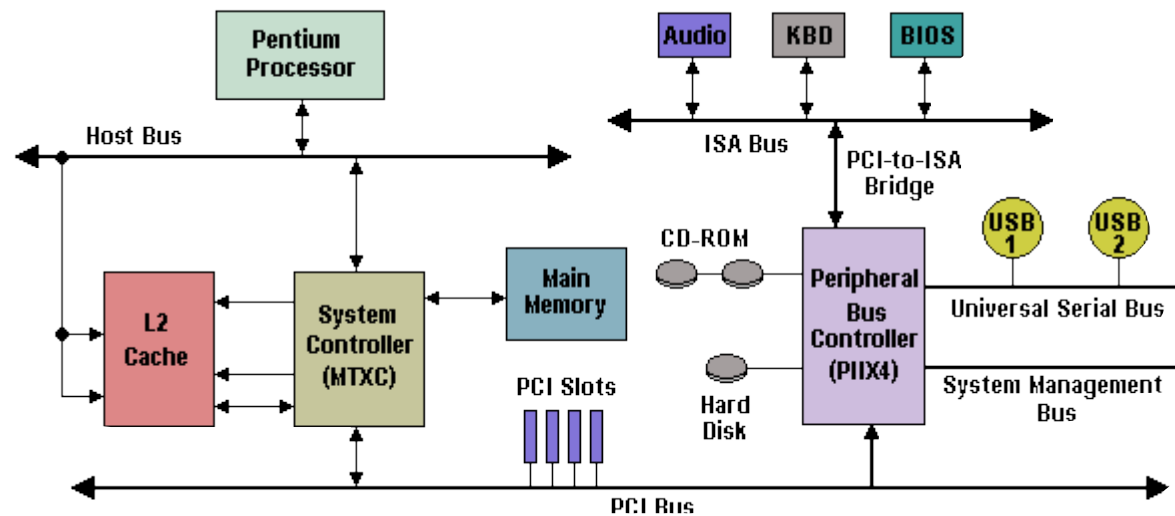 Pentium
Processor
Audio
KBD
BIOS
Host Bus
ISA Bus
PCI-to-ISA
Bridge
CD-ROM
USB
1
USB
2
L2
Cache
System
Controller
(MTXC)
Main
Memory
Peripheral
Bus
Controller
(PIIX4)
Universal Serial Bus
PCI Slots
Hard
Disk
System Management
Bus
PCI Bus